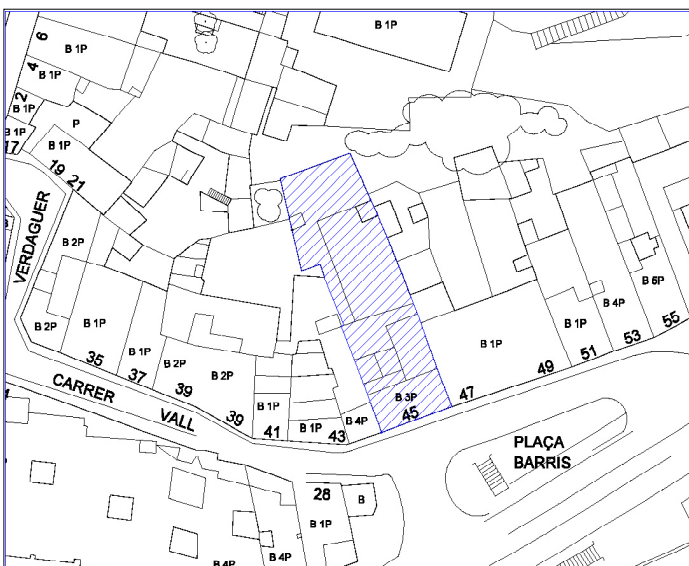 B 1P
6
B 1P
4
B 1P
2
B 1P
P
B 1P
17
B 1P
19
21
VERDAGUER
B 2P
B 2P
B 1P
35
B 1P
37
B 2P
39
B 2P
39
B 1P
41
B 1P
43
B 4P
B 3P
45
47
B 1P
49
B 1P
51
B 4P
53
B 5P
55
CARRER
VALL
PLAÇA
BARRIS
28
B
B 1P
B 4P
B 4P